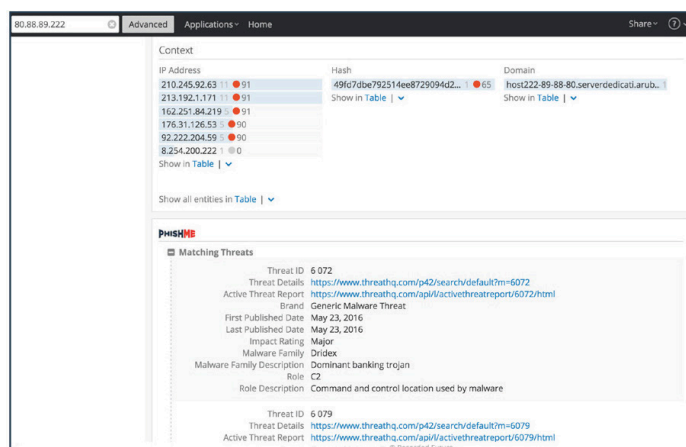 80.88.89.222 Advanced Applications Home Share ?
Context
IP Address
210.245.92.63 11 91
213.192.1.171 11 91
162.251.84.219 5 91
176.31.126.53 5 90
92.222.204.59 5 90
8.254.200.222 1 0
Show in Table |
Hash
49fd7dbe792514ee8729094d2... 1 65
Show in Table |
Domain
host222-89-88-80.serverdedicati.arub.. 1
Show in Table |
Show all entities in Table |
PHISHME
Matching Threats
Threat ID 6 072
Threat Details https://www.threathq.com/p42/search/default?m=6072
Active Threat Report https://www.threathq.com/api/l/activethreatreport/6072/html
Brand Generic Malware Threat
First Published Date May 23, 2016
Last Published Date May 23, 2016
Impact Rating Major
Malware Family Dridex
Malware Family Description Dominant banking trojan
Role C2
Role Description Command and control location used by malware
Threat ID 6 079
Threat Details https://www.threathq.com/p42/search/default?m=6079
Active Threat Report https://www.threathq.com/api/l/activethreatreport/6079/html